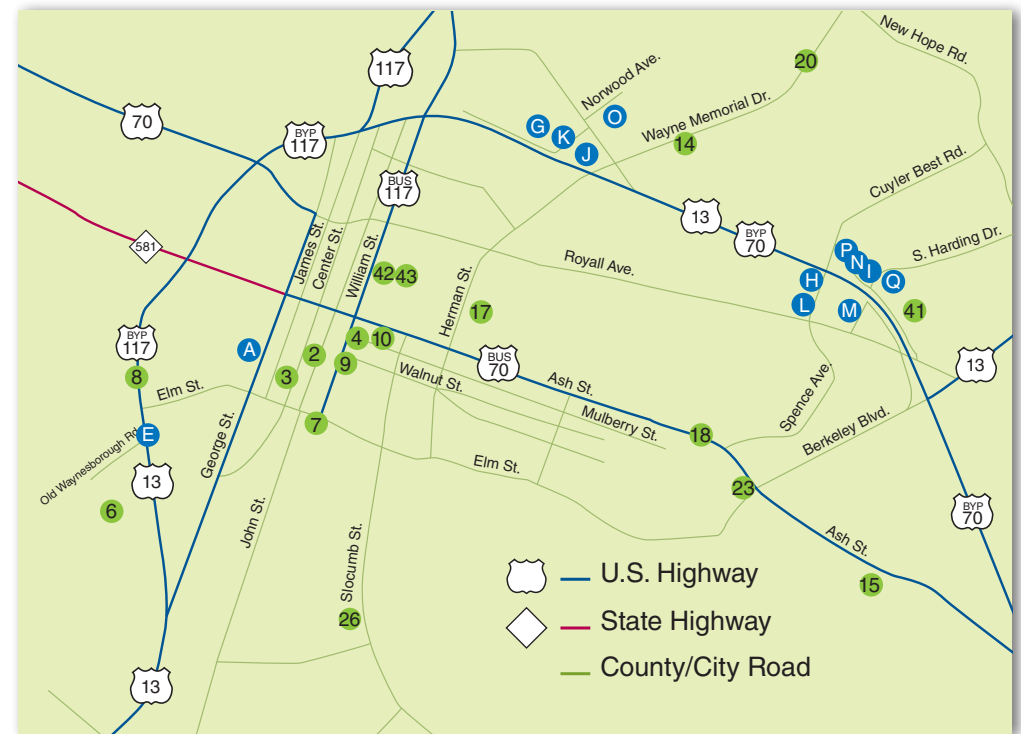 New Hope Rd.
117
20
Norwood Ave.
70
Wayne Memorial Dr.
O
G
K
J
BYP
117
14
Cuyler Best Rd.
BUS
117
13
BYP
70
S. Harding Dr.
581
James St.
Center St.
William St.
42
43
Herman St.
Royall Ave.
P
N
I
Q
H
L
M
41
17
BYP
117
A
4
10
2
9
3
8
Walnut St.
BUS
70
Ash St.
13
Elm St.
7
Mulberry St.
Spence Ave.
Berkeley Blvd.
18
E
Old Waynesborough Rd.
George St.
13
6
Elm St.
23
BYP
70
John St.
Ash St.
15
Slocumb St.
26
U.S. Highway
State Highway
County/City Road
13